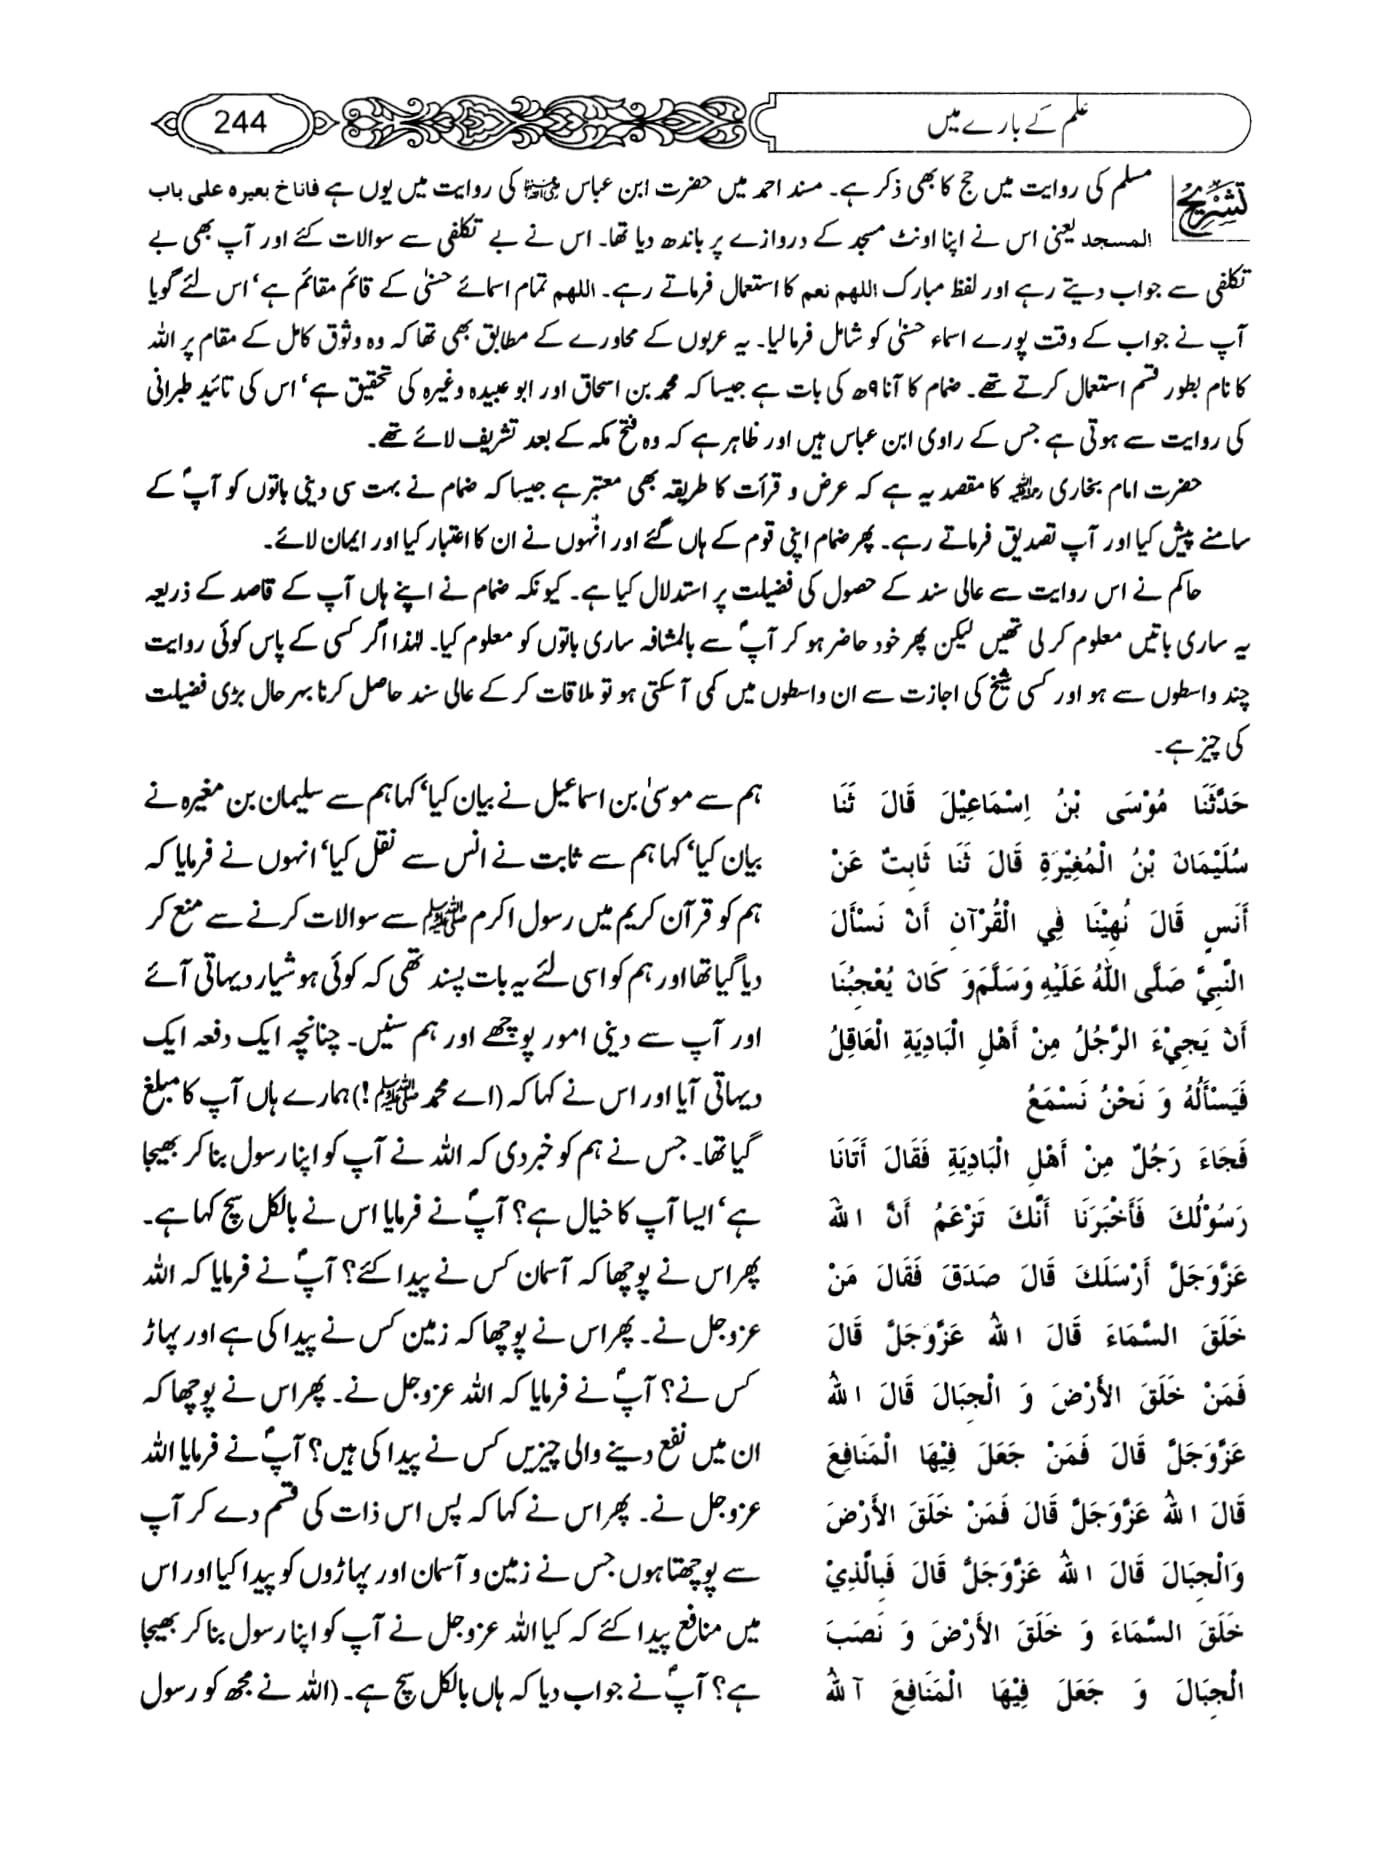 علم کے بارے میں
244
تشریح
مسلم کی روایت میں حج کا بھی ذکر ہے۔ مسند احمد میں حضرت ابن عباس رضی اللہ عنہما کی روایت میں یوں ہے فاناخ بعیرہ علی باب
المسجد یعنی اس نے اپنا اونٹ مسجد کے دروازے پر باندھ دیا تھا۔ اس نے بے تکلفی سے سوالات کئے اور آپ بھی بے
تکلفی سے جواب دیتے رہے اور لفظ مبارک اللھم نعم کا استعمال فرماتے رہے۔ اللھم تمام اسمائے حسنیٰ کے قائم مقائم ہے‘ اس لئے گویا
آپ نے جواب کے وقت پورے اسماء حسنیٰ کو شامل فرمالیا۔ یہ عربوں کے محاورے کے مطابق بھی تھا کہ وہ وثوق کامل کے مقام پر اللہ
کا نام بطور قسم استعمال کرتے تھے۔ ضمام کا آنا ۹ھ کی بات ہے جیسا کہ محمد بن اسحاق اور ابو عبیدہ وغیرہ کی تحقیق ہے‘ اس کی تائید طبرانی
کی روایت سے ہوتی ہے جس کے راوی ابن عباس ہیں اور ظاہر ہے کہ وہ فتح مکہ کے بعد تشریف لائے تھے۔
حضرت امام بخاری رحمہ اللہ کا مقصد یہ ہے کہ عرض و قرأت کا طریقہ بھی معتبر ہے جیسا کہ ضمام نے بہت سی دینی باتوں کو آپؐ کے
سامنے پیش کیا اور آپ تصدیق فرماتے رہے۔ پھر ضمام اپنی قوم کے ہاں گئے اور انہوں نے ان کا اعتبار کیا اور ایمان لائے۔
حاکم نے اس روایت سے عالی سند کے حصول کی فضیلت پر استدلال کیا ہے۔ کیونکہ ضمام نے اپنے ہاں آپ کے قاصد کے ذریعہ
یہ ساری باتیں معلوم کر لی تھیں لیکن پھر خود حاضر ہو کر آپؐ سے بالمشافہ ساری باتوں کو معلوم کیا۔ لہٰذا اگر کسی کے پاس کوئی روایت
چند واسطوں سے ہو اور کسی شیخ کی اجازت سے ان واسطوں میں کمی آ سکتی ہو تو ملاقات کر کے عالی سند حاصل کرنا بہر حال بڑی فضیلت
کی چیز ہے۔
حَدَّثَنَا مُوْسَى بْنُ اِسْمَاعِيْلَ قَالَ ثَنَا
سُلَيْمَانَ بْنُ الْمُغِيْرَةِ قَالَ ثَنَا ثَابِتٌ عَنْ
أَنَسٍ قَالَ نُهِيْنَا فِي الْقُرْآنِ أَنْ نَسْأَلَ
النَّبِيَّ صَلَّى اللهُ عَلَيْهِ وَسَلَّمَوَ كَانَ يُعْجِبُنَا
أَنْ يَجِيْءَ الرَّجُلُ مِنْ أَهْلِ الْبَادِيَةِ الْعَاقِلُ
فَيَسْأَلُهُ وَ نَحْنُ نَسْمَعُ
فَجَاءَ رَجُلٌ مِنْ أَهْلِ الْبَادِيَةِ فَقَالَ أَتَانَا
رَسُوْلُكَ فَأَخْبَرَنَا أَنَّكَ تَزْعَمُ أَنَّ اللهَ
عَزَّوَجَلَّ أَرْسَلَكَ قَالَ صَدَقَ فَقَالَ مَنْ
خَلَقَ السَّمَاءَ قَالَ اللهُ عَزَّوَجَلَّ قَالَ
فَمَنْ خَلَقَ الأَرْضَ وَ الْجِبَالَ قَالَ اللهُ
عَزَّوَجَلَّ قَالَ فَمَنْ جَعَلَ فِيْهَا الْمَنَافِعَ
قَالَ اللهُ عَزَّوَجَلَّ قَالَ فَمَنْ خَلَقَ الأَرْضَ
وَالْجِبَالَ قَالَ اللهُ عَزَّوَجَلَّ قَالَ فَبِالَّذِيْ
خَلَقَ السَّمَاءَ وَ خَلَقَ الأَرْضَ وَ نَصَبَ
الْجِبَالَ وَ جَعَلَ فِيْهَا الْمَنَافِعَ آللهُ
ہم سے موسیٰ بن اسماعیل نے بیان کیا‘ کہا ہم سے سلیمان بن مغیرہ نے
بیان کیا‘ کہا ہم سے ثابت نے انس سے نقل کیا‘ انہوں نے فرمایا کہ
ہم کو قرآن کریم میں رسول اکرم ﷺ سے سوالات کرنے سے منع کر
دیا گیا تھا اور ہم کو اسی لئے یہ بات پسند تھی کہ کوئی ہوشیار دیہاتی آئے
اور آپ سے دینی امور پوچھے اور ہم سنیں۔ چنانچہ ایک دفعہ ایک
دیہاتی آیا اور اس نے کہا کہ (اے محمد ﷺ!) ہمارے ہاں آپ کا مبلغ
گیا تھا۔ جس نے ہم کو خبر دی کہ اللہ نے آپ کو اپنا رسول بنا کر بھیجا
ہے‘ ایسا آپ کا خیال ہے؟ آپؐ نے فرمایا اس نے بالکل سچ کہا ہے۔
پھر اس نے پوچھا کہ آسمان کس نے پیدا کئے؟ آپؐ نے فرمایا کہ اللہ
عزوجل نے۔ پھر اس نے پوچھا کہ زمین کس نے پیدا کی ہے اور پہاڑ
کس نے؟ آپؐ نے فرمایا کہ اللہ عزوجل نے۔ پھر اس نے پوچھا کہ
ان میں نفع دینے والی چیزیں کس نے پیدا کی ہیں؟ آپؐ نے فرمایا اللہ
عزوجل نے۔ پھر اس نے کہا کہ پس اس ذات کی قسم دے کر آپ
سے پوچھتا ہوں جس نے زمین و آسمان اور پہاڑوں کو پیدا کیا اور اس
میں منافع پیدا کئے کہ کیا اللہ عزوجل نے آپ کو اپنا رسول بنا کر بھیجا
ہے؟ آپؐ نے جواب دیا کہ ہاں بالکل سچ ہے۔ (اللہ نے مجھ کو رسول